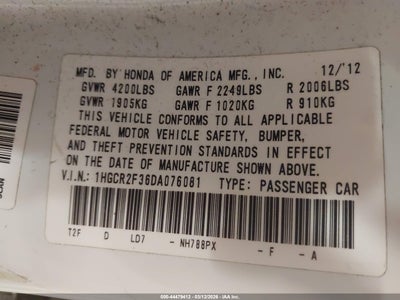 MFD. BY HONDA OF AMERICA MFG., INC. 12/'12
GVWR 4200LBS GAWR F 2249LBS R 2006LBS
GVWR 1905KG GAWR F 1020KG R 910KG
THIS VEHICLE CONFORMS TO ALL APPLICABLE
FEDERAL MOTOR VEHICLE SAFETY, BUMPER,
AND THEFT PREVENTION STANDARDS IN EFFECT
ON THE DATE OF MANUFACTURE SHOWN ABOVE.
V.I.N.: 1HGCR2F36DA076081 TYPE: PASSENGER CAR
T2F D LD7 - NH788PX - F - A